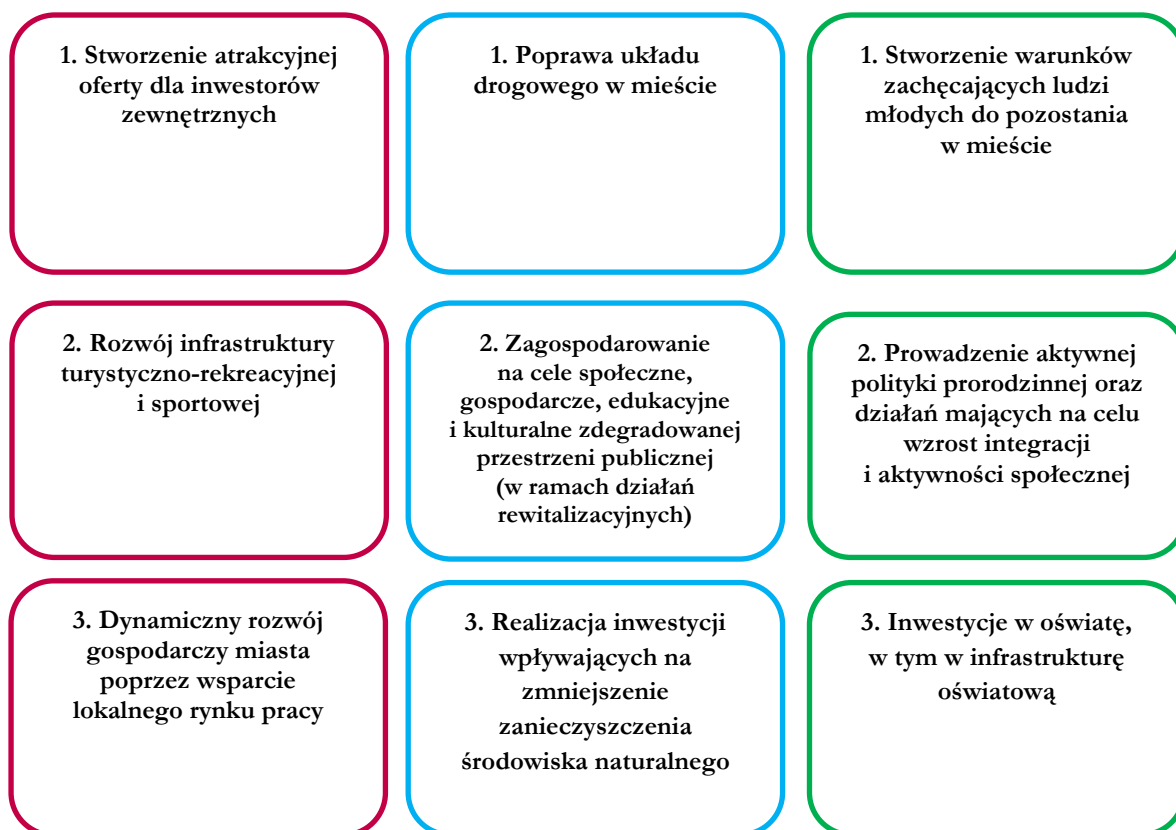 1. Stworzenie atrakcyjnej
oferty dla inwestorów
zewnętrznych
1. Poprawa układu
drogowego w mieście
1. Stworzenie warunków
zachęcających ludzi
młodych do pozostania
w mieście
2. Rozwój infrastruktury
turystyczno-rekreacyjnej
i sportowej
2. Zagospodarowanie
na cele społeczne,
gospodarcze, edukacyjne
i kulturalne zdegradowanej
przestrzeni publicznej
(w ramach działań
rewitalizacyjnych)
2. Prowadzenie aktywnej
polityki prorodzinnej oraz
działań mających na celu
wzrost integracji
i aktywności społecznej
3. Dynamiczny rozwój
gospodarczy miasta
poprzez wsparcie
lokalnego rynku pracy
3. Realizacja inwestycji
wpływających na
zmniejszenie
zanieczyszczenia
środowiska naturalnego
3. Inwestycje w oświatę,
w tym w infrastrukturę
oświatową